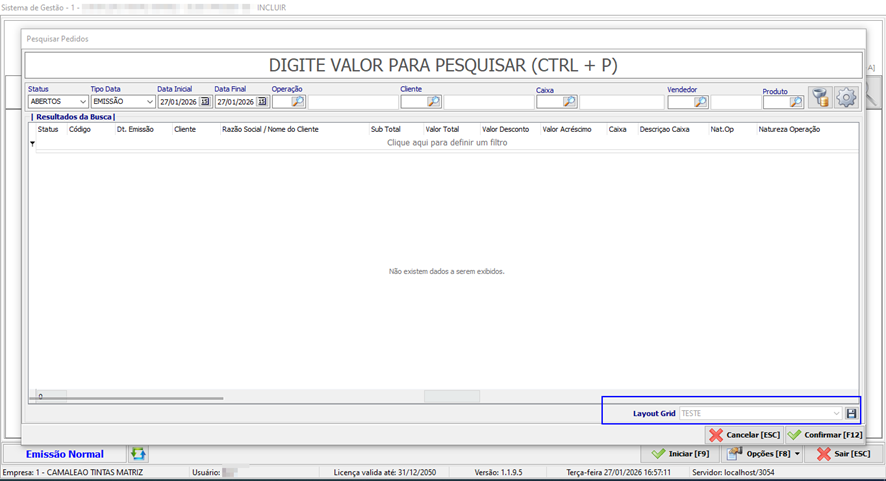 Sistema de Gestão - 1 - INCLUIR
Pesquisar Pedidos
DIGITE VALOR PARA PESQUISAR (CTRL + P)
A]
Status Tipo Data Data Inicial Data Final Operação Cliente Caixa Vendedor Produto
ABERTOS EMISSÃO 27/01/2026 15 27/01/2026 15
| Resultados da Busca |
Status Código Dt. Emissão Cliente Razão Social / Nome do Cliente Sub Total Valor Total Valor Desconto Valor Acréscimo Caixa Descriçao Caixa Nat.Op Natureza Operação
Clique aqui para definir um filtro
Não existem dados a serem exibidos.
0
Layout Grid TESTE
Cancelar [ESC] Confirmar [F12]
Emissão Normal Iniciar [F9] Opções [F8] Sair [ESC]
Empresa: 1 - CAMALEAO TINTAS MATRIZ Usuário: Licença valida até: 31/12/2050 Versão: 1.1.9.5 Terça-feira 27/01/2026 16:57:11 Servidor: localhost/3054